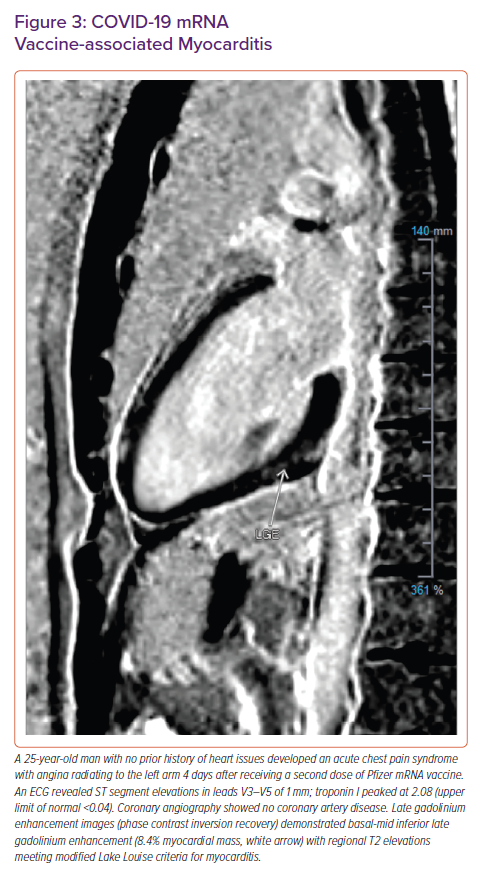 Figure 3: COVID-19 mRNA
Vaccine-associated Myocarditis
140 mm
LGE
361 %
A 25-year-old man with no prior history of heart issues developed an acute chest pain syndrome
with angina radiating to the left arm 4 days after receiving a second dose of Pfizer mRNA vaccine.
An ECG revealed ST segment elevations in leads V3–V5 of 1 mm; troponin I peaked at 2.08 (upper
limit of normal <0.04). Coronary angiography showed no coronary artery disease. Late gadolinium
enhancement images (phase contrast inversion recovery) demonstrated basal-mid inferior late
gadolinium enhancement (8.4% myocardial mass, white arrow) with regional T2 elevations
meeting modified Lake Louise criteria for myocarditis.